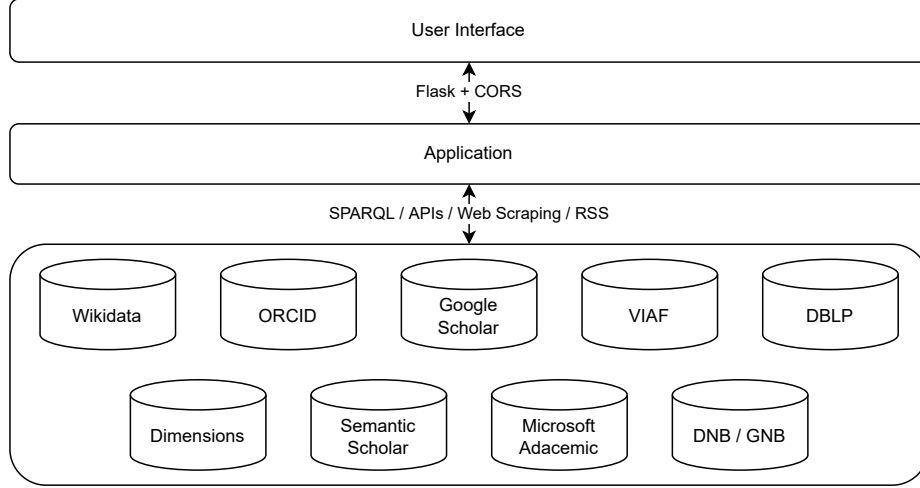 User Interface
Flask + CORS
Application
SPARQL / APIs / Web Scraping / RSS
Wikidata
ORCID
Google
Scholar
VIAF
DBLP
Dimensions
Semantic
Scholar
Microsoft
Adacemic
DNB / GNB